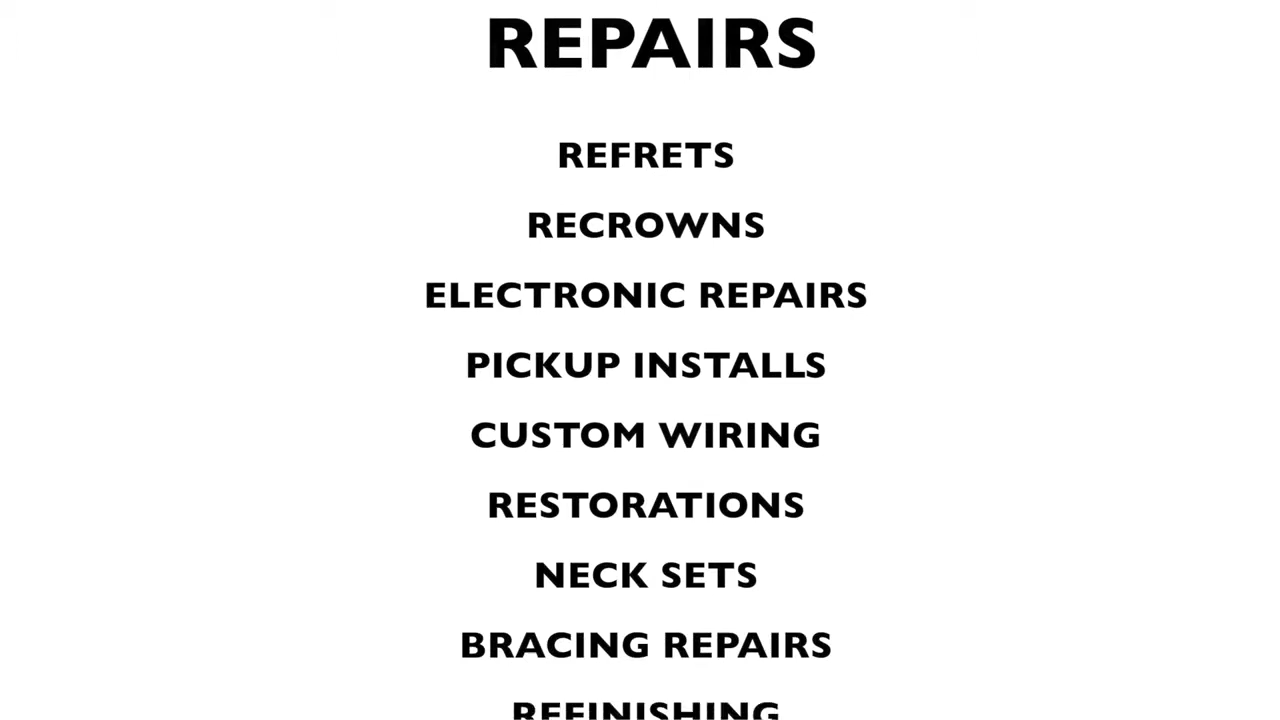 REPAIRS
REFRETS
RECROWNS
ELECTRONIC REPAIRS
PICKUP INSTALLS
CUSTOM WIRING
RESTORATIONS
NECK SETS
BRACING REPAIRS
REFINISHING